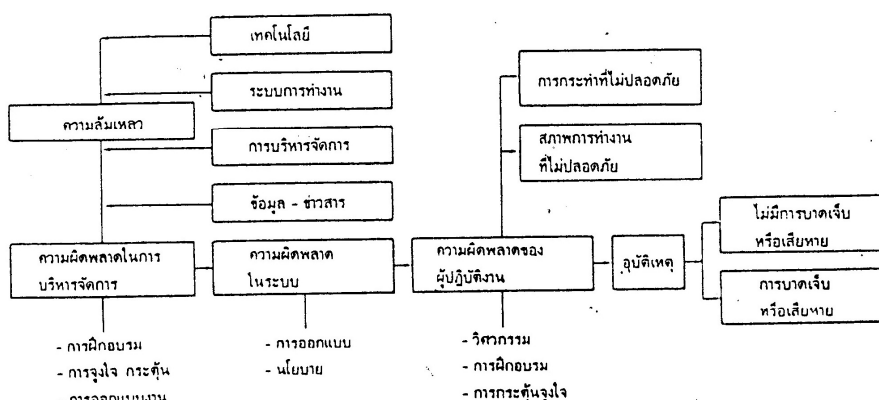 เทคโนโลยี
ระบบการทำงาน
ความล้มเหลว
การบริหารจัดการ
ข้อมูล - ข่าวสาร
การกระทำที่ไม่ปลอดภัย
สภาพการทำงาน
ที่ไม่ปลอดภัย
ความผิดพลาดในการ
บริหารจัดการ
ความผิดพลาด
ในระบบ
ความผิดพลาดของ
ผู้ปฏิบัติงาน
อุบัติเหตุ
ไม่มีการบาดเจ็บ
หรือเสียหาย
การบาดเจ็บ
หรือเสียหาย
- การฝึกอบรม
- การจูงใจ กระตุ้น
- การออกแบบงาน
- การออกแบบ
- นโยบาย
- วิศวกรรม
- การฝึกอบรม
- การกระตุ้นจูงใจ